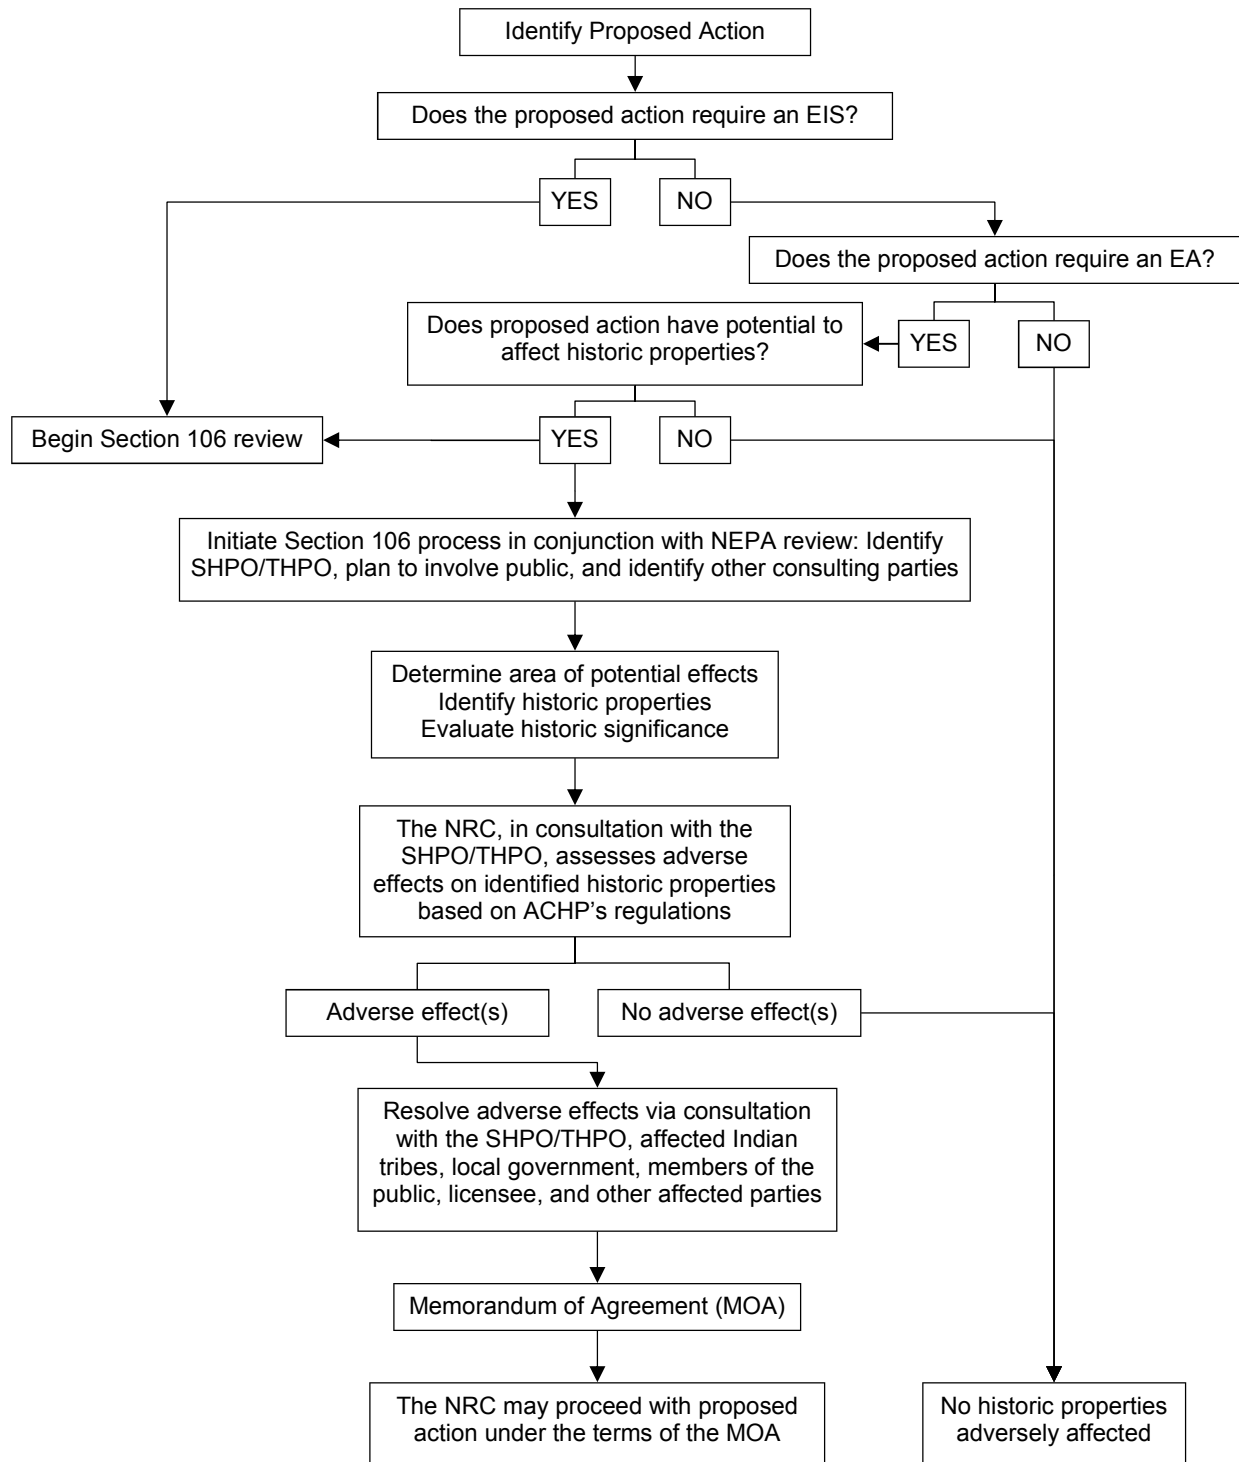 Identify Proposed Action
Does the proposed action require an EIS?
YES
NO
Does the proposed action require an EA?
Does proposed action have potential to
affect historic properties?
YES
NO
Begin Section 106 review
YES
NO
Initiate Section 106 process in conjunction with NEPA review: Identify
SHPO/THPO, plan to involve public, and identify other consulting parties
Determine area of potential effects
Identify historic properties
Evaluate historic significance
The NRC, in consultation with the
SHPO/THPO, assesses adverse
effects on identified historic properties
based on ACHP's regulations
Adverse effect(s)
No adverse effect(s)
Resolve adverse effects via consultation
with the SHPO/THPO, affected Indian
tribes, local government, members of the
public, licensee, and other affected parties
Memorandum of Agreement (MOA)
The NRC may proceed with proposed
action under the terms of the MOA
No historic properties
adversely affected